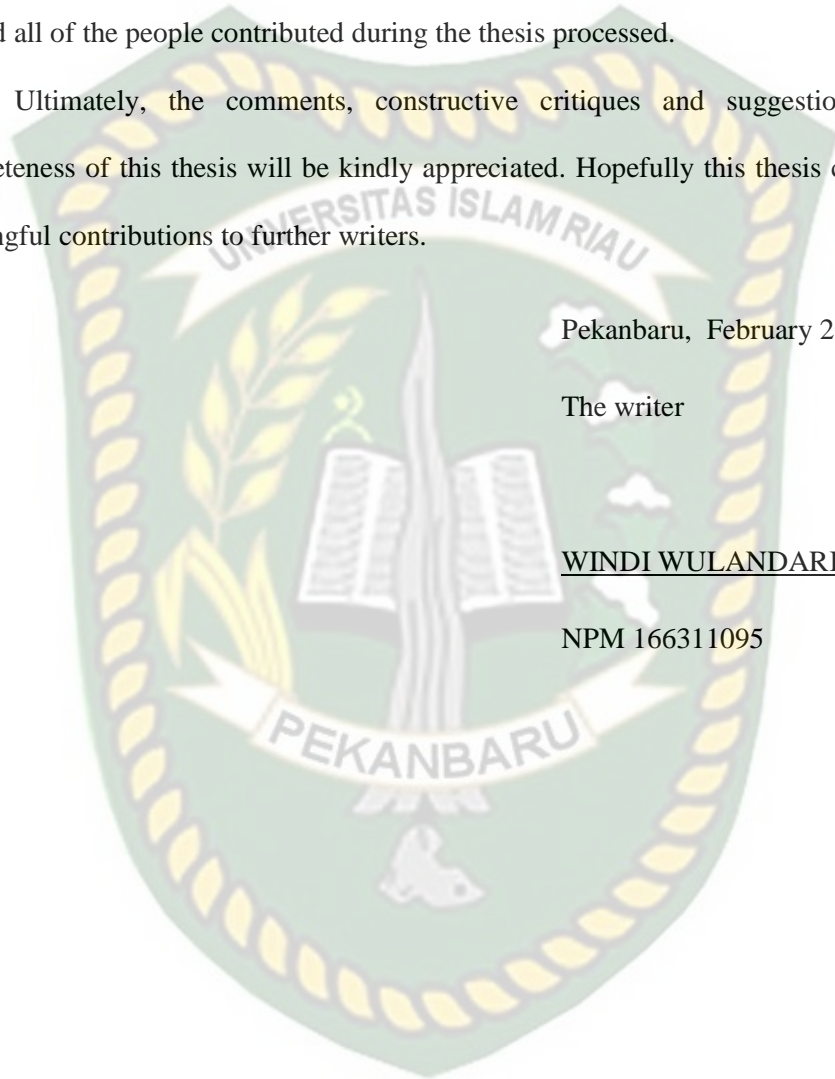 d all of the people contributed during the thesis processed.
Ultimately, the comments, constructive critiques and suggestio
eteness of this thesis will be kindly appreciated. Hopefully this thesis
ngful contributions to further writers.
UNIVERSITAS ISLAM RIAU
Pekanbaru, February 2
The writer
WINDI WULANDARI
NPM 166311095
PEKANBARU